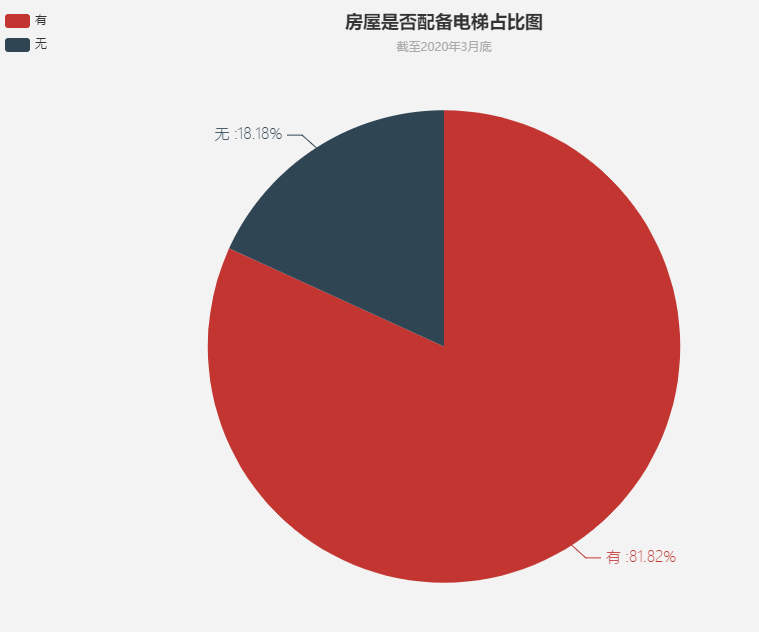 有
无
房屋是否配备电梯占比图
截至2020年3月底
无 :18.18%
有 :81.82%